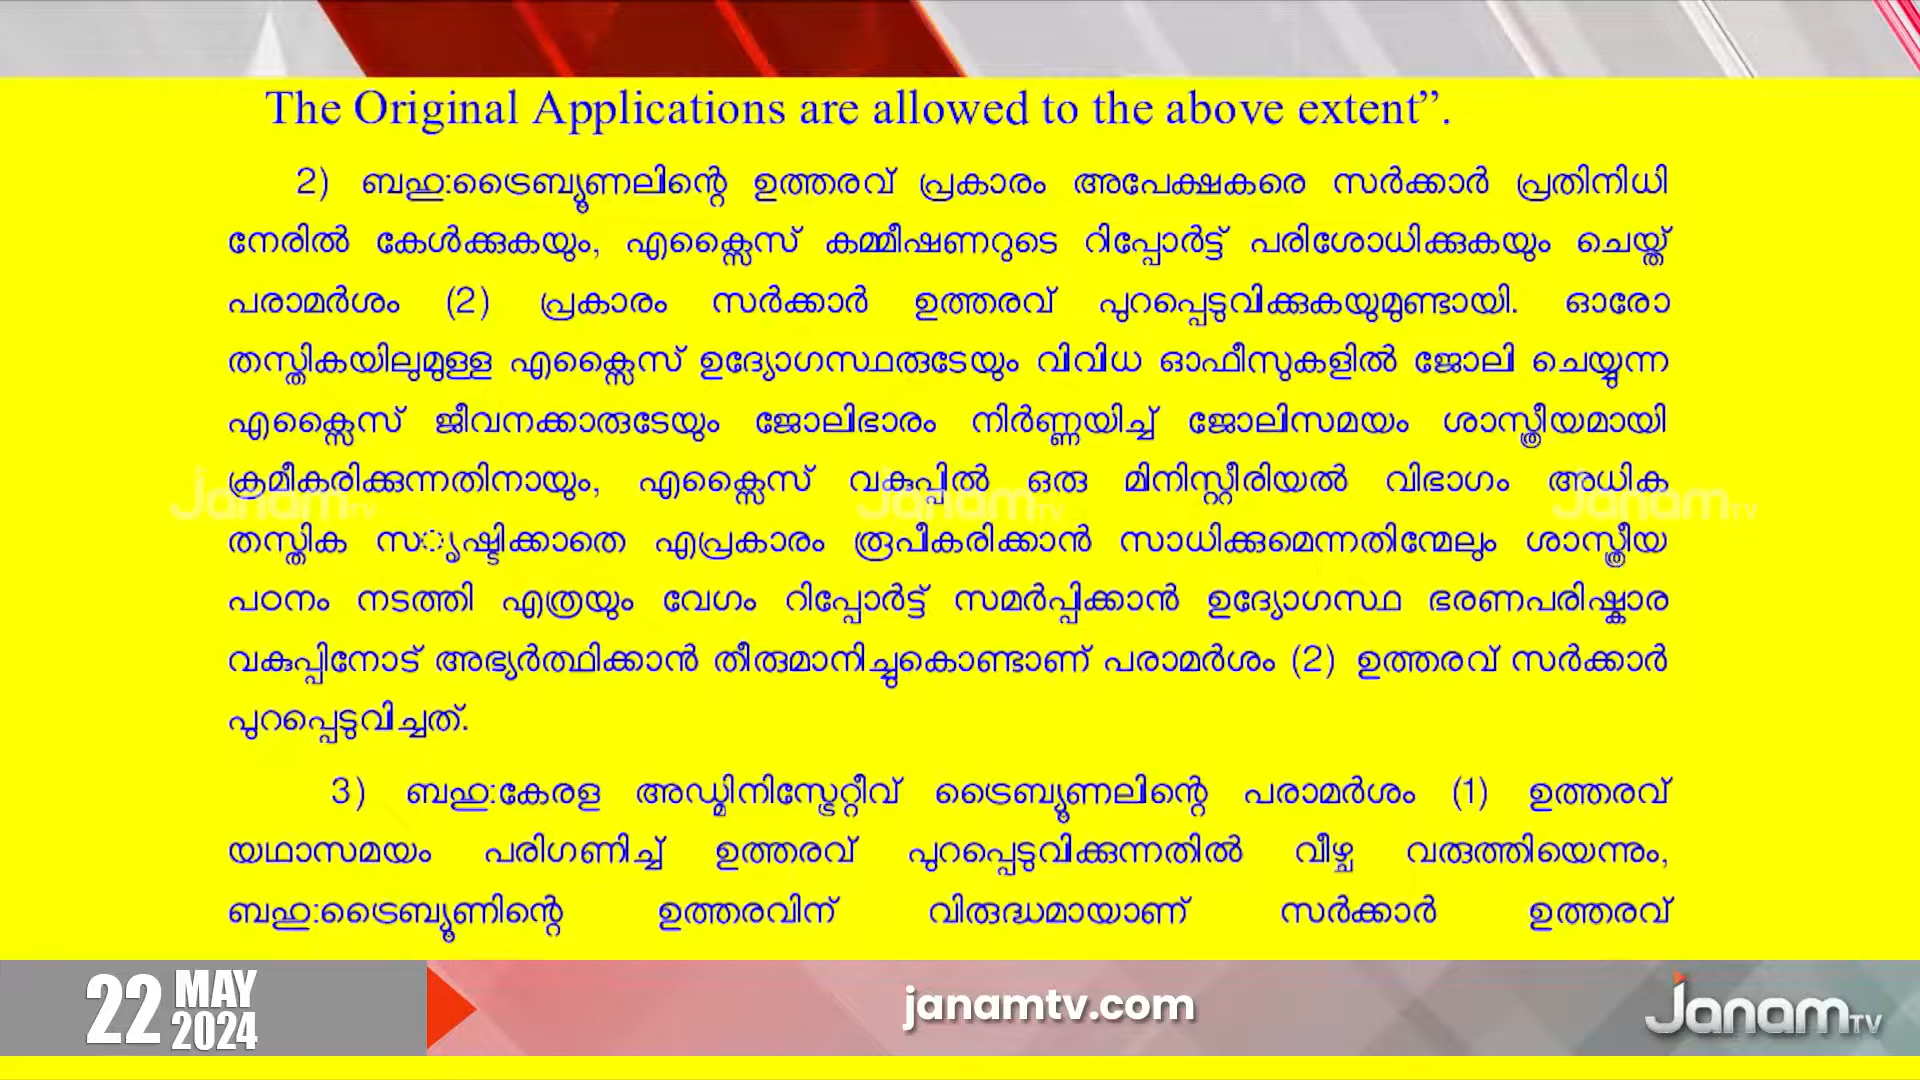 The Original Applications are allowed to the above extent”.
2) ബഹു:ട്രൈബ്യൂണലിന്റെ ഉത്തരവ് പ്രകാരം അപേക്ഷകരെ സർക്കാർ പ്രതിനിധി
നേരിൽ കേൾക്കുകയും, എക്സൈസ് കമ്മീഷണറുടെ റിപ്പോർട്ട് പരിശോധിക്കുകയും ചെയ്ത്
പരാമർശം (2) പ്രകാരം സർക്കാർ ഉത്തരവ് പുറപ്പെടുവിക്കുകയുമുണ്ടായി. ഓരോ
തസ്തികയിലുമുള്ള എക്സൈസ് ഉദ്യോഗസ്ഥരുടേയും വിവിധ ഓഫീസുകളിൽ ജോലി ചെയ്യുന്ന
എക്സൈസ് ജീവനക്കാരുടേയും ജോലിഭാരം നിർണ്ണയിച്ച് ജോലിസമയം ശാസ്ത്രീയമായി
ക്രമീകരിക്കുന്നതിനായും, എക്സൈസ് വകുപ്പിൽ ഒരു മിനിസ്റ്റീരിയൽ വിഭാഗം അധിക
തസ്തിക സൃഷ്ടിക്കാതെ എപ്രകാരം രൂപീകരിക്കാൻ സാധിക്കുമെന്നതിന്മേലും ശാസ്ത്രീയ
പഠനം നടത്തി എത്രയും വേഗം റിപ്പോർട്ട് സമർപ്പിക്കാൻ ഉദ്യോഗസ്ഥ ഭരണപരിഷ്കാര
വകുപ്പിനോട് അഭ്യർത്ഥിക്കാൻ തീരുമാനിച്ചുകൊണ്ടാണ് പരാമർശം (2) ഉത്തരവ് സർക്കാർ
പുറപ്പെടുവിച്ചത്.
3) ബഹു:കേരള അഡ്മിനിസ്ട്രേറ്റീവ് ട്രൈബ്യൂണലിന്റെ പരാമർശം (1) ഉത്തരവ്
യഥാസമയം പരിഗണിച്ച് ഉത്തരവ് പുറപ്പെടുവിക്കുന്നതിൽ വീഴ്ച വരുത്തിയെന്നും,
ബഹു:ട്രൈബ്യൂണിന്റെ ഉത്തരവിന് വിരുദ്ധമായാണ് സർക്കാർ ഉത്തരവ്
Janam TV Janam TV Janam TV
22 MAY 2024
janamtv.com
Janam TV